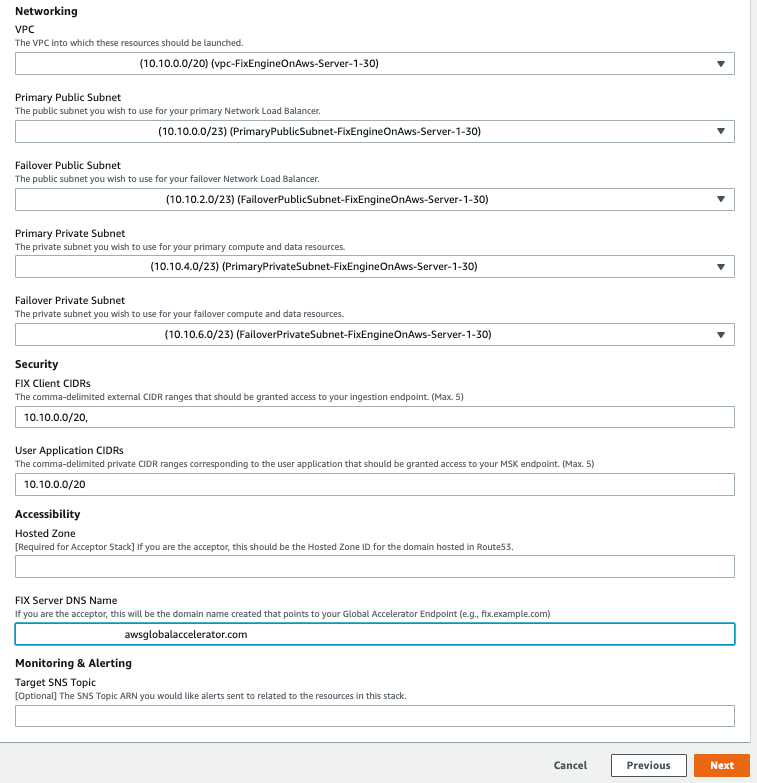 Networking
VPC
The VPC into which these resources should be launched.
(10.10.0.0/20) (vpc-FixEngineOnAws-Server-1-30)
Primary Public Subnet
The public subnet you wish to use for your primary Network Load Balancer.
(10.10.0.0/23) (PrimaryPublicSubnet-FixEngineOnAws-Server-1-30)
Failover Public Subnet
The public subnet you wish to use for your failover Network Load Balancer.
(10.10.2.0/23) (FailoverPublicSubnet-FixEngineOnAws-Server-1-30)
Primary Private Subnet
The private subnet you wish to use for your primary compute and data resources.
(10.10.4.0/23) (PrimaryPrivateSubnet-FixEngineOnAws-Server-1-30)
Failover Private Subnet
The private subnet you wish to use for your failover compute and data resources.
(10.10.6.0/23) (FailoverPrivateSubnet-FixEngineOnAws-Server-1-30)
Security
FIX Client CIDRs
The comma-delimited external CIDR ranges that should be granted access to your ingestion endpoint. (Max. 5)
10.10.0.0/20,
User Application CIDRs
The comma-delimited private CIDR ranges corresponding to the user application that should be granted access to your MSK endpoint. (Max. 5)
10.10.0.0/20
Accessibility
Hosted Zone
[Required for Acceptor Stack] If you are the acceptor, this should be the Hosted Zone ID for the domain hosted in Route53.
FIX Server DNS Name
If you are the acceptor, this will be the domain name created that points to your Global Accelerator Endpoint (e.g., fix.example.com)
awsglobalaccelerator.com
Monitoring & Alerting
Target SNS Topic
[Optional] The SNS Topic ARN you would like alerts sent to related to the resources in this stack.
Cancel Previous Next